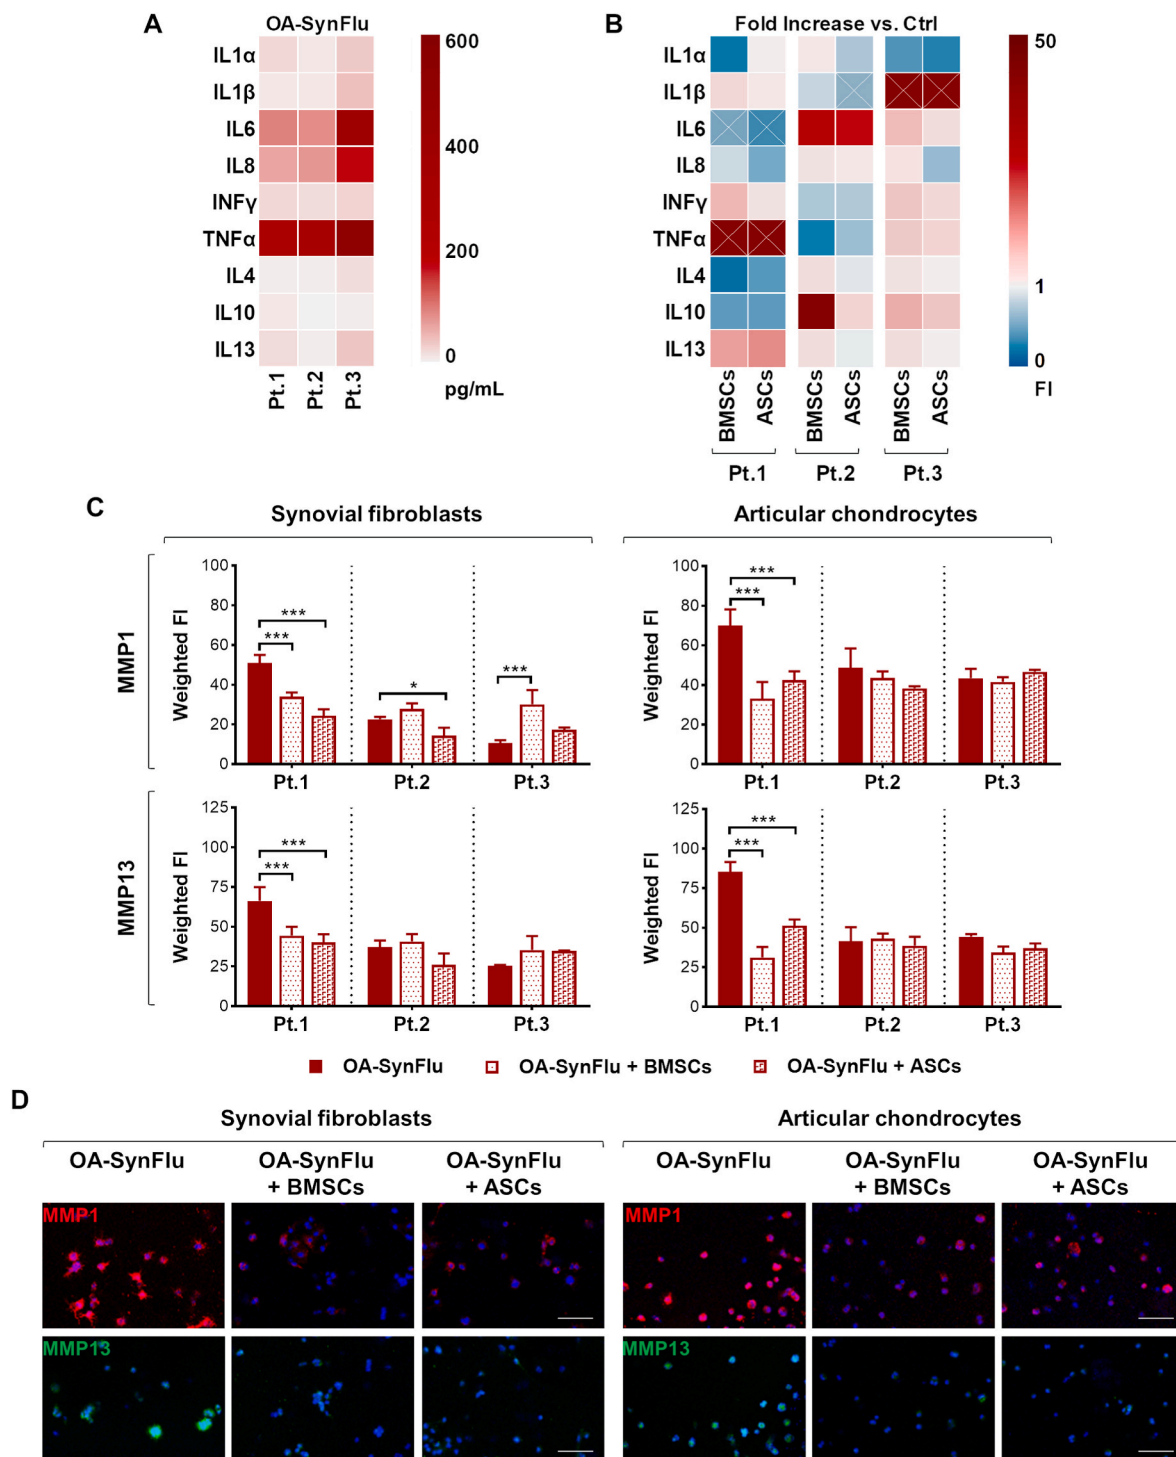 A
OA-SynFlu
IL1α
IL1β
IL6
IL8
INFγ
TNFα
IL4
IL10
IL13
Pt.1
Pt.2
Pt.3
600
400
200
0
pg/mL
B
Fold Increase vs. Ctrl
IL1α
IL1β
IL6
IL8
INFγ
TNFα
IL4
IL10
IL13
BMSCs
ASCs
BMSCs
ASCs
BMSCs
ASCs
Pt.1
Pt.2
Pt.3
50
1
0
FI
C
Synovial fibroblasts
Articular chondrocytes
MMP1
Weighted FI
100
80
60
40
20
0
***
***
*
***
Pt.1
Pt.2
Pt.3
Weighted FI
100
80
60
40
20
0
***
***
Pt.1
Pt.2
Pt.3
MMP13
Weighted FI
125
100
75
50
25
0
***
***
Pt.1
Pt.2
Pt.3
Weighted FI
125
100
75
50
25
0
***
***
Pt.1
Pt.2
Pt.3
OA-SynFlu
OA-SynFlu + BMSCs
OA-SynFlu + ASCs
D
Synovial fibroblasts
Articular chondrocytes
OA-SynFlu
OA-SynFlu
+ BMSCs
OA-SynFlu
+ ASCs
OA-SynFlu
OA-SynFlu
+ BMSCs
OA-SynFlu
+ ASCs
MMP1
MMP1
MMP13
MMP13